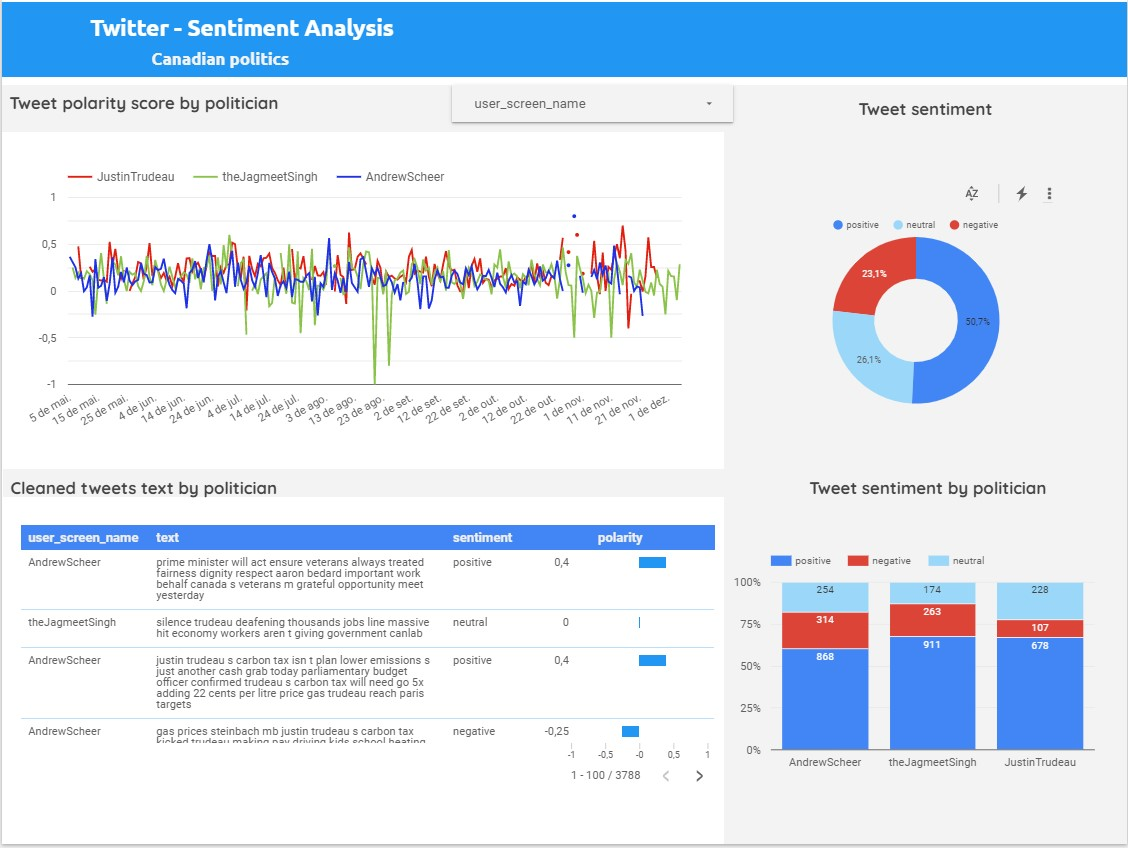 Twitter - Sentiment Analysis
Canadian politics
Tweet polarity score by politician
user_screen_name
Tweet sentiment
JustinTrudeau theJagmeetSingh AndrewScheer
1
0,5
0
-0,5
-1
5 de mai. 15 de mai. 25 de mai. 4 de jun. 14 de jun. 24 de jun. 4 de jul. 14 de jul. 24 de jul. 3 de ago. 13 de ago. 23 de ago. 2 de set. 12 de set. 22 de set. 2 de out. 12 de out. 22 de out. 1 de nov. 11 de nov. 21 de nov. 1 de dez.
AZ
positive neutral negative
23,1%
50,7%
26,1%
Cleaned tweets text by politician
user_screen_name text sentiment polarity
AndrewScheer prime minister will act ensure veterans always treated positive 0,4
fairness dignity respect aaron bedard important work
behalf canada s veterans m grateful opportunity meet
yesterday
theJagmeetSingh silence trudeau deafening thousands jobs line massive neutral 0
hit economy workers aren t giving government canlab
AndrewScheer justin trudeau s carbon tax isn t plan lower emissions s positive 0,4
just another cash grab today parliamentary budget
officer confirmed trudeau s carbon tax will need go 5x
adding 22 cents per litre price gas trudeau reach paris
targets
AndrewScheer gas prices steinbach mb justin trudeau s carbon tax negative -0,25
kicked trudeau making pay driving kids school heating
-1 -0,5 -0 0,5 1
1 - 100 / 3788
Tweet sentiment by politician
positive negative neutral
100%
75%
50%
25%
0%
254 174 228
314 263 107
868 911 678
AndrewScheer theJagmeetSingh JustinTrudeau